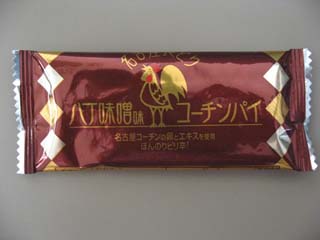 八丁味噌味 コーチンパイ
名古屋コーチンの卵とエキスを使用
ほんのりピリ辛!